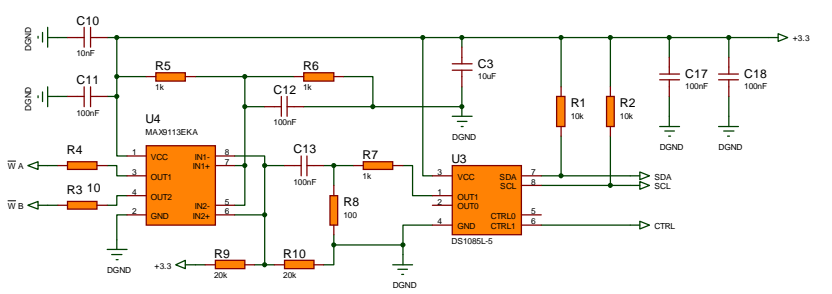 C10
10nF
DGND
+3.3
R5
1k
R6
1k
C3
10uF
C17
100nF
C18
100nF
C11
100nF
DGND
C12
100nF
R1
10k
R2
10k
DGND
DGND
DGND
U4
MAX9113EKA
R4
W A
1 VCC IN1- 8
3 OUT1 IN1+ 7
C13
100nF
R7
1k
U3
3 VCC SDA 7 SDA
SCL 8 SCL
R3 10
W B
4 OUT2 IN2- 5
2 GND IN2+ 6
R8
100
1 OUT1
2 OUT0 CTRL0 5
4 GND CTRL1 6 CTRL
DS1085L-5
DGND
+3.3
R9
20k
R10
20k
DGND